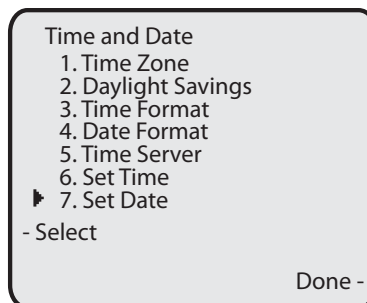 Time and Date
1. Time Zone
2. Daylight Savings
3. Time Format
4. Date Format
5. Time Server
6. Set Time
7. Set Date
- Select
Done -